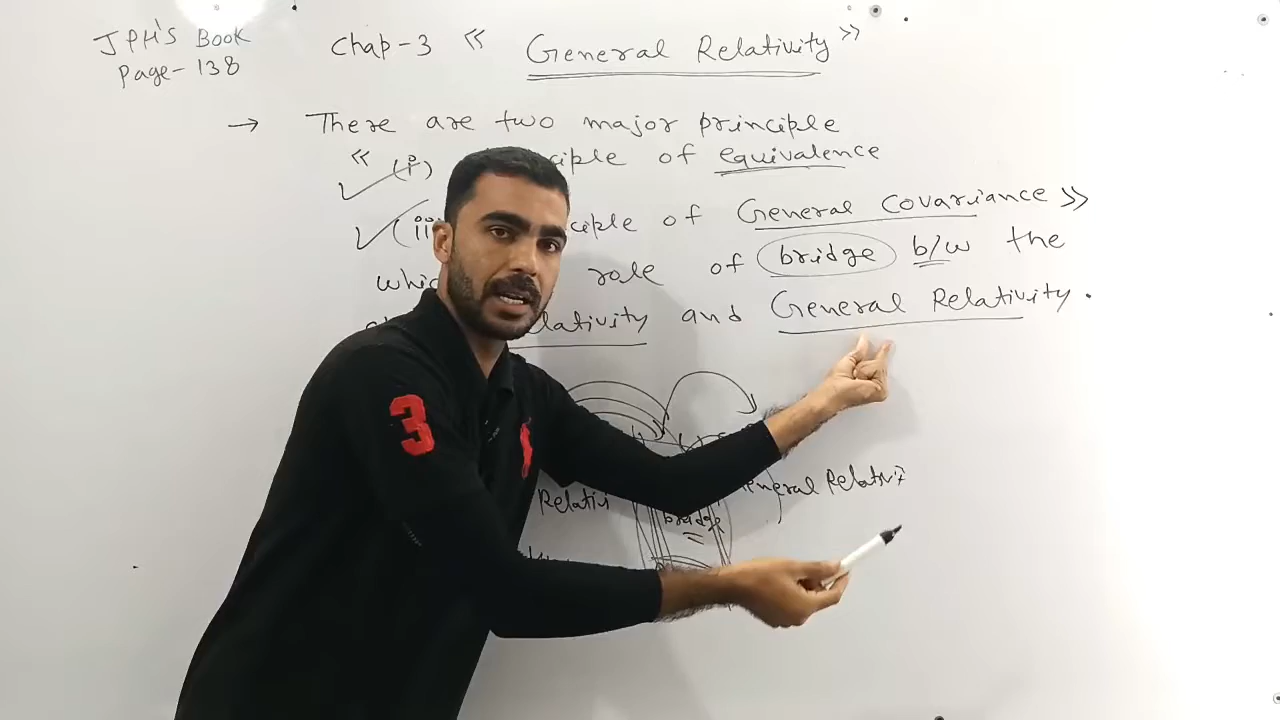 JPH'S Book
Page-138
Chap-3 « General Relativity »
→ There are two major principle
« (i) ciple of equivalence
(ii ciple of General Covariance »
whic role of bridge b/w the
lativity and General Relativity.
Relativi bridge eneral Relativi
3